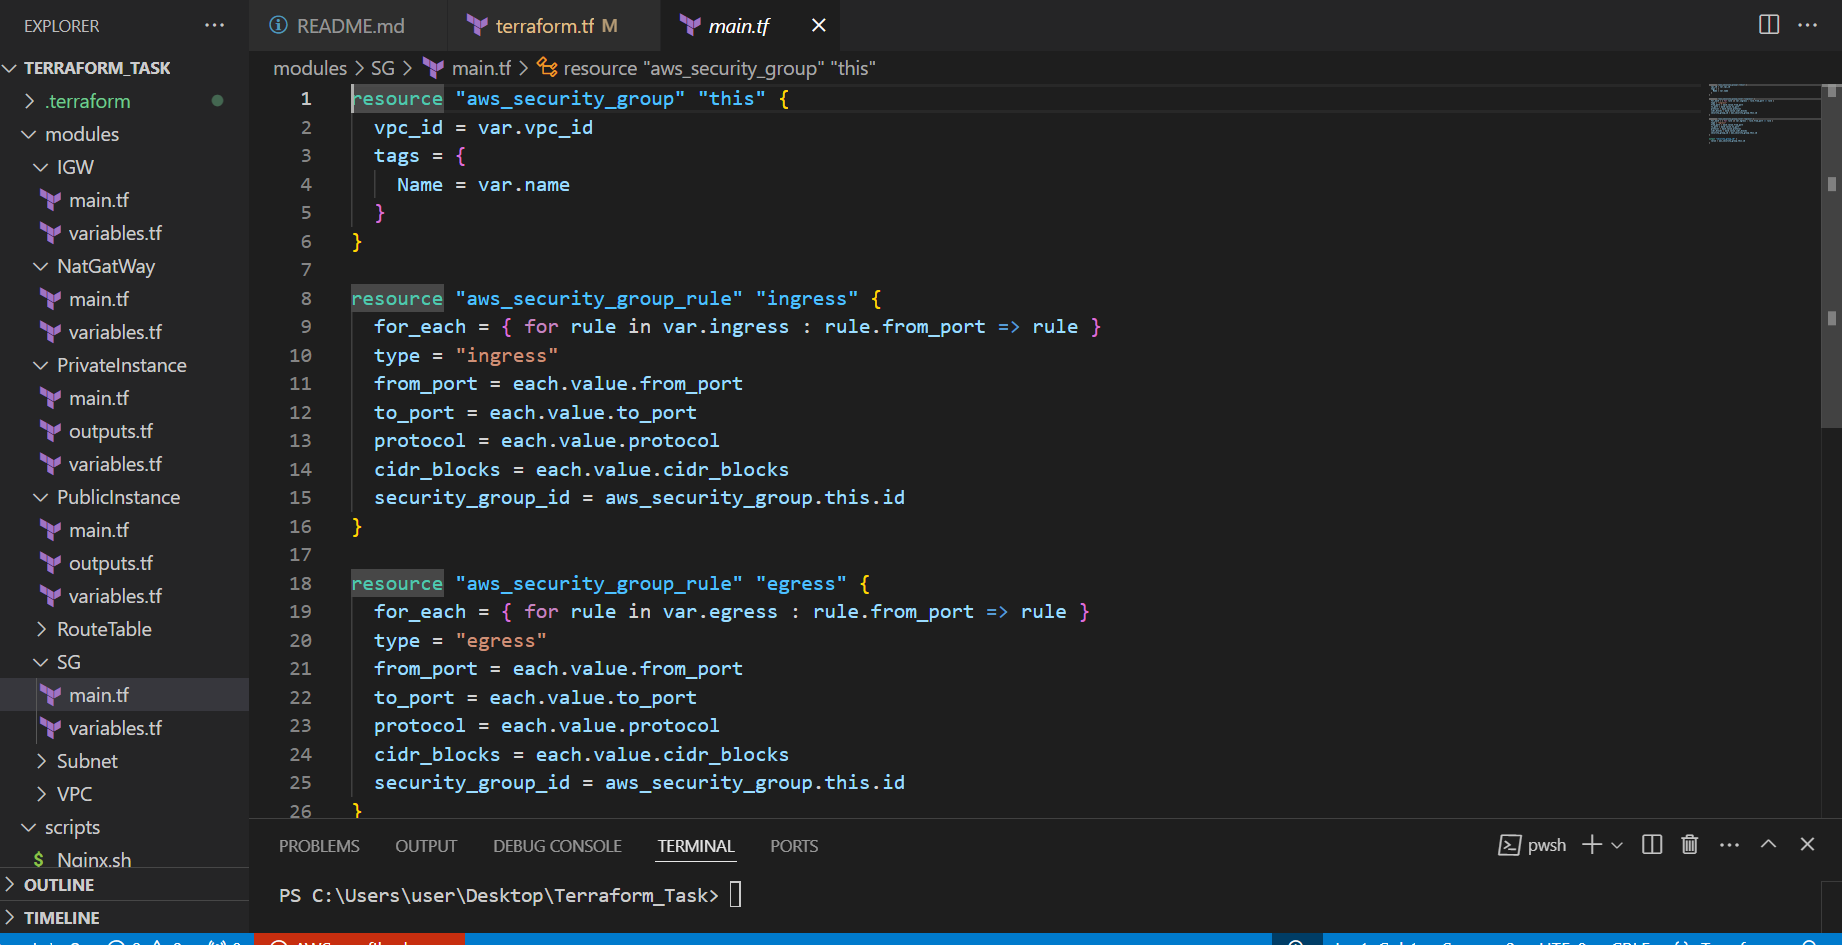 EXPLORER
TERRAFORM_TASK
.terraform
modules
IGW
main.tf
variables.tf
NatGatWay
main.tf
variables.tf
PrivateInstance
main.tf
outputs.tf
variables.tf
PublicInstance
main.tf
outputs.tf
variables.tf
RouteTable
SG
main.tf
variables.tf
Subnet
VPC
scripts
$ Nginx.sh
OUTLINE
TIMELINE
README.md
terraform.tf M
main.tf
modules > SG > main.tf > resource "aws_security_group" "this"
1 resource "aws_security_group" "this" {
2 vpc_id = var.vpc_id
3 tags = {
4 Name = var.name
5 }
6 }
7
8 resource "aws_security_group_rule" "ingress" {
9 for_each = { for rule in var.ingress : rule.from_port => rule }
10 type = "ingress"
11 from_port = each.value.from_port
12 to_port = each.value.to_port
13 protocol = each.value.protocol
14 cidr_blocks = each.value.cidr_blocks
15 security_group_id = aws_security_group.this.id
16 }
17
18 resource "aws_security_group_rule" "egress" {
19 for_each = { for rule in var.egress : rule.from_port => rule }
20 type = "egress"
21 from_port = each.value.from_port
22 to_port = each.value.to_port
23 protocol = each.value.protocol
24 cidr_blocks = each.value.cidr_blocks
25 security_group_id = aws_security_group.this.id
26 }
PROBLEMS OUTPUT DEBUG CONSOLE TERMINAL PORTS
pwsh
PS C:\Users\user\Desktop\Terraform_Task>